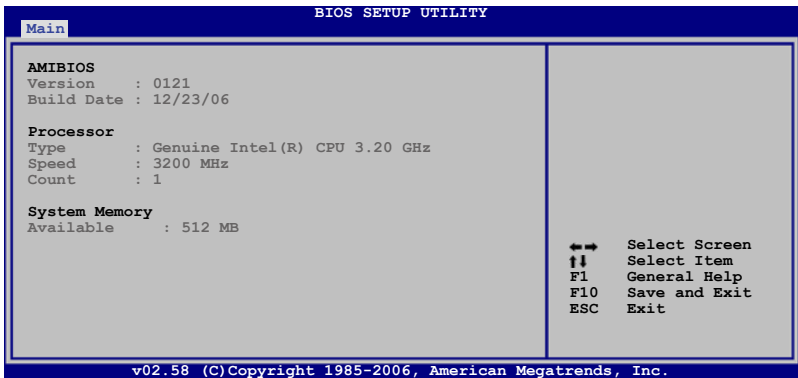 BIOS SETUP UTILITY
Main
AMIBIOS
Version : 0121
Build Date : 12/23/06
Processor
Type : Genuine Intel(R) CPU 3.20 GHz
Speed : 3200 MHz
Count : 1
System Memory
Available : 512 MB
←→ Select Screen
↑↓ Select Item
F1 General Help
F10 Save and Exit
ESC Exit
v02.58 (C)Copyright 1985-2006, American Megatrends, Inc.